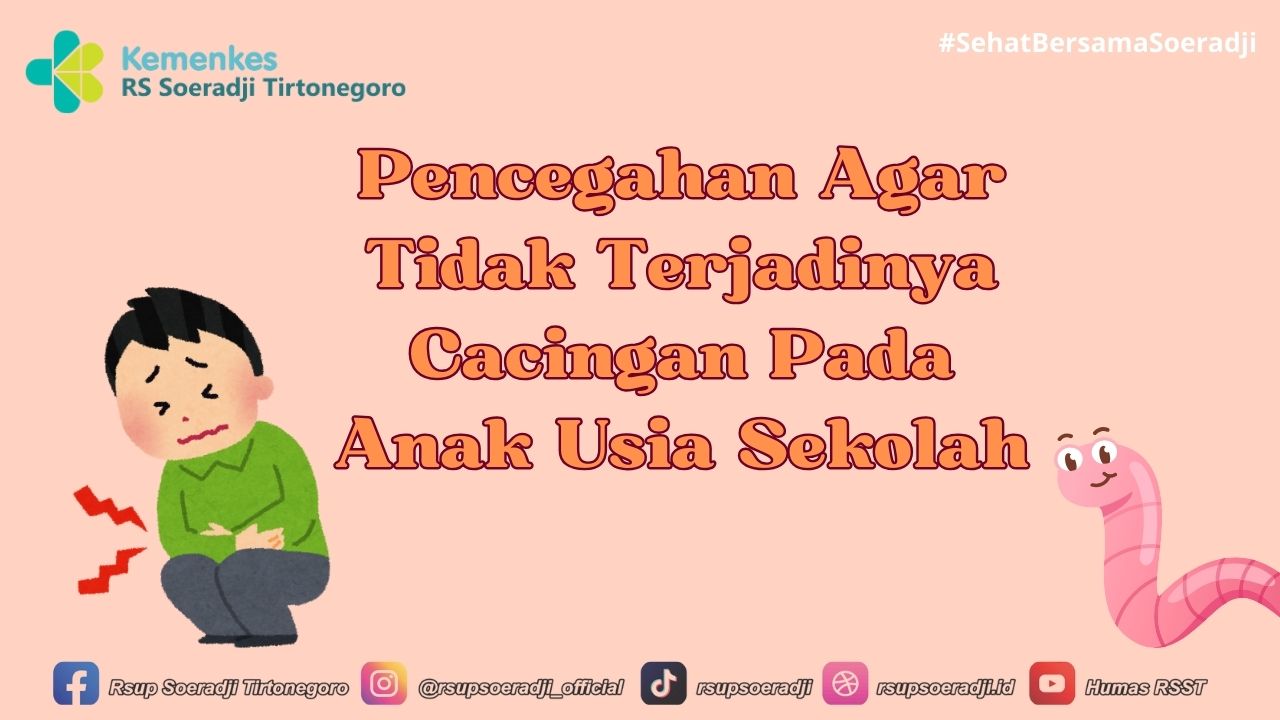 Kemenkes
RS Soeradji Tirtonegoro
#SehatBersamaSoeradji
Pencegahan Agar
Tidak Terjadinya
Cacingan Pada
Anak Usia Sekolah
Rsup Soeradji Tirtonegoro @rsupsoeradji_official rsupsoeradji rsupsoeradji.id Humas RSST